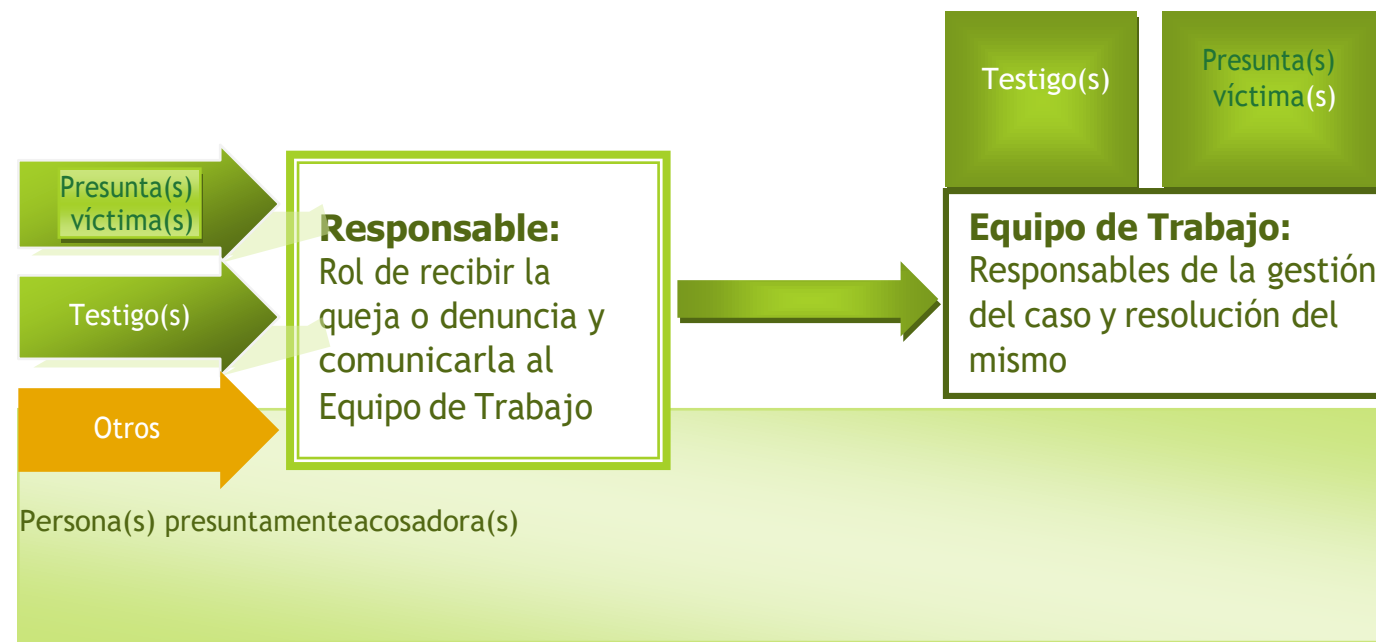 Presunta(s)
víctima(s)
Testigo(s)
Otros
Responsable:
Rol de recibir la
queja o denuncia y
comunicarla al
Equipo de Trabajo
Testigo(s)
Presunta(s)
víctima(s)
Equipo de Trabajo:
Responsables de la gestión
del caso y resolución del
mismo
Persona(s) presuntamenteacosadora(s)